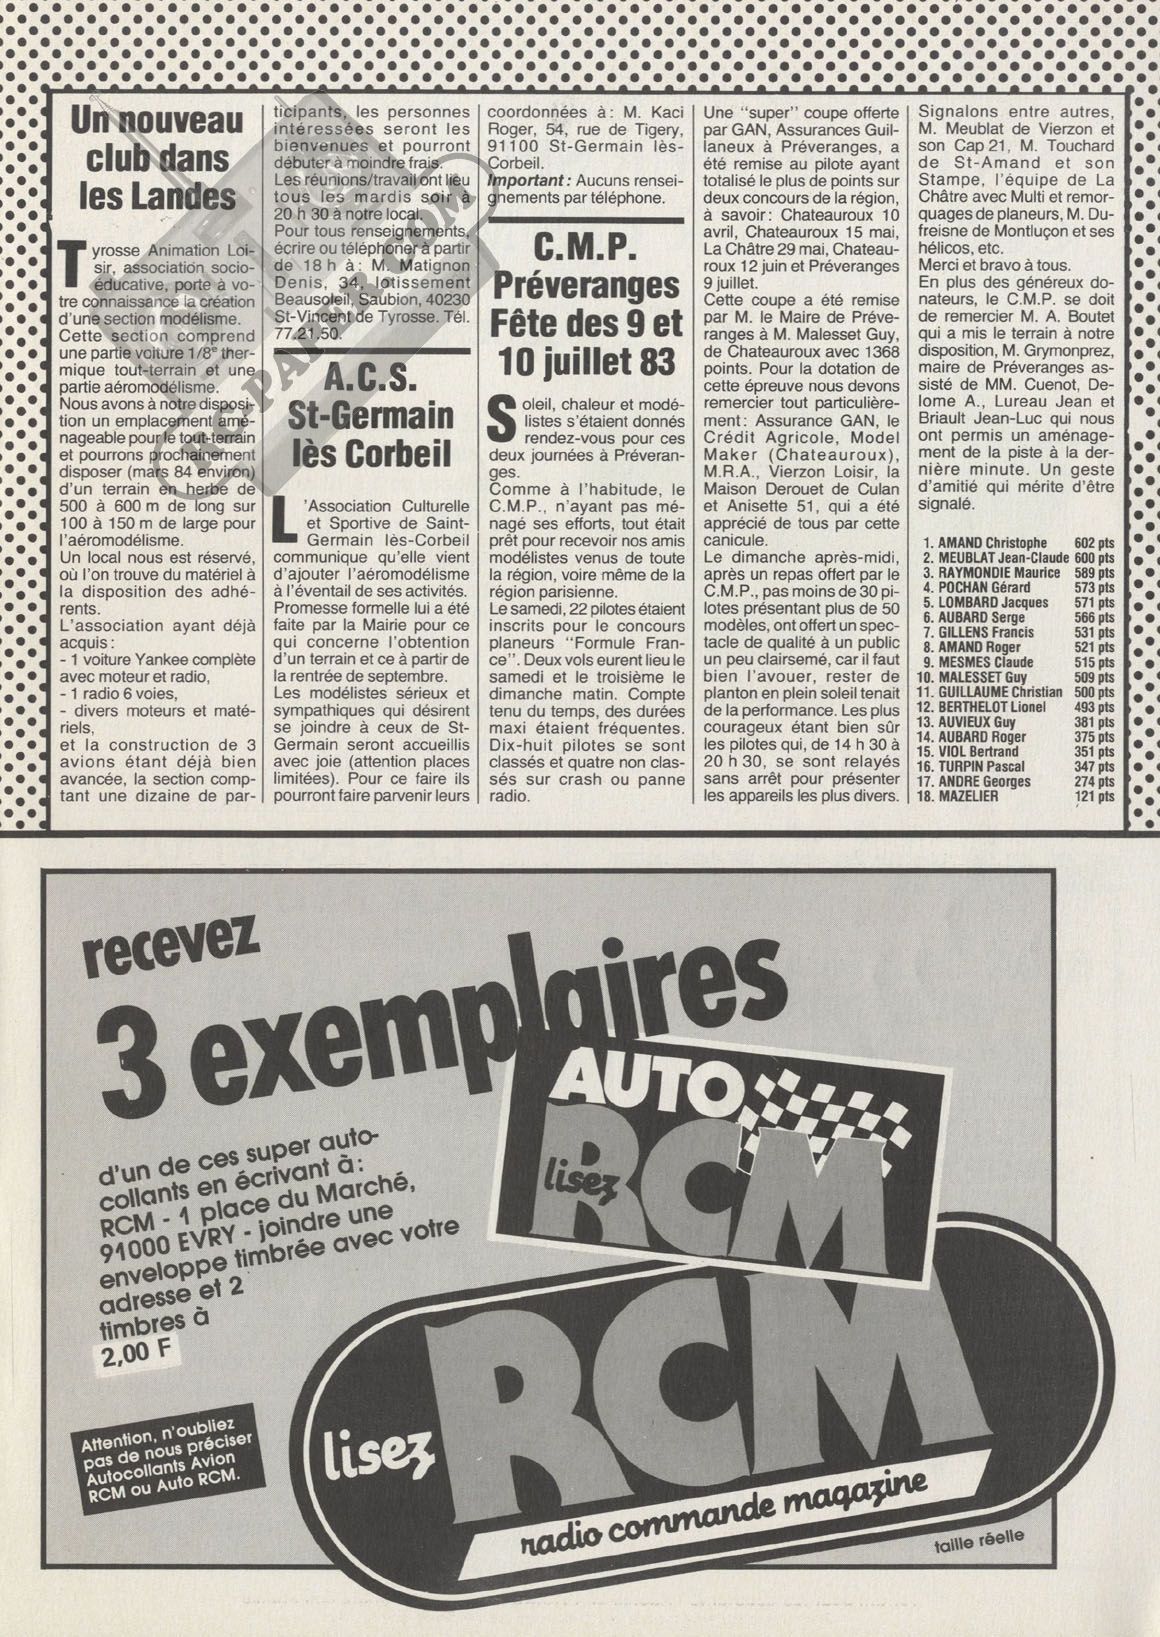 Un nouveau
club dans
les Landes
Tyrosse Animation Loi-
sir, association socio-
éducative, porte à vo-
tre connaissance la création
d'une section modélisme.
Cette section comprend
une partie voiture 1/8° ther-
mique tout-terrain et une
partie aéromodélisme.
Nous avons à notre disposi-
tion un emplacement amé-
nageable pour le tout-terrain
et pourrons prochainement
disposer (mars 84 environ)
d'un terrain en herbe de
500 à 600 m de long sur
100 à 150 m de large pour
l'aéromodélisme.
Un local nous est réservé,
où l'on trouve du matériel à
la disposition des adhé-
rents.
L'association ayant déjà
acquis :
- 1 voiture Yankee complète
avec moteur et radio,
- 1 radio 6 voies,
- divers moteurs et maté-
riels,
et la construction de 3
avions étant déjà bien
avancée, la section comp-
tant une dizaine de par-
ticipants, les personnes
intéressées seront les
bienvenues et pourront
débuter à moindre frais.
Les réunions/travail ont lieu
tous les mardis soir à
20 h 30 à notre local.
Pour tous renseignements,
écrire ou téléphoner à partir
de 18 h à : M. Matignon
Denis, 34, lotissement
Beausoleil, Saubion, 40230
St-Vincent de Tyrosse. Tél.
77.21.50.
A.C.S.
St-Germain
lès Corbeil
L'Association Culturelle
et Sportive de Saint-
Germain lès-Corbeil
communique qu'elle vient
d'ajouter l'aéromodélisme
à l'éventail de ses activités.
Promesse formelle lui a été
faite par la Mairie pour ce
qui concerne l'obtention
d'un terrain et ce à partir de
la rentrée de septembre.
Les modélistes sérieux et
sympathiques qui désirent
se joindre à ceux de St-
Germain seront accueillis
avec joie (attention places
limitées). Pour ce faire ils
pourront faire parvenir leurs
coordonnées à : M. Kaci
Roger, 54, rue de Tigery,
91100 St-Germain lès-
Corbeil.
Important : Aucuns rensei-
gnements par téléphone.
C.M.P.
Préveranges
Fête des 9 et
10 juillet 83
Soleil, chaleur et modé-
listes s'étaient donnés
rendez-vous pour ces
deux journées à Préveran-
ges.
Comme à l'habitude, le
C.M.P., n'ayant pas mé-
nagé ses efforts, tout était
prêt pour recevoir nos amis
modélistes venus de toute
la région, voire même de la
région parisienne.
Le samedi, 22 pilotes étaient
inscrits pour le concours
planeurs "Formule Fran-
ce". Deux vols eurent lieu le
samedi et le troisième le
dimanche matin. Compte
tenu du temps, des durées
maxi étaient fréquentes.
Dix-huit pilotes se sont
classés et quatre non clas-
sés sur crash ou panne
radio.
Une "super" coupe offerte
par GAN, Assurances Guil-
laneux à Préveranges, a
été remise au pilote ayant
totalisé le plus de points sur
deux concours de la région,
à savoir : Chateauroux 10
avril, Chateauroux 15 mai,
La Châtre 29 mai, Chateau-
roux 12 juin et Préveranges
9 juillet.
Cette coupe a été remise
par M. le Maire de Préve-
ranges à M. Malesset Guy,
de Chateauroux avec 1368
points. Pour la dotation de
cette épreuve nous devons
remercier tout particulière-
ment : Assurance GAN, le
Crédit Agricole, Model
Maker (Chateauroux),
M.R.A., Vierzon Loisir, la
Maison Derouet de Culan
et Anisette 51, qui a été
apprécié de tous par cette
canicule.
Le dimanche après-midi,
après un repas offert par le
C.M.P., pas moins de 30 pi-
lotes présentant plus de 50
modèles, ont offert un spec-
tacle de qualité à un public
un peu clairsemé, car il faut
bien l'avouer, rester de
planton en plein soleil tenait
de la performance. Les plus
courageux étant bien sûr
les pilotes qui, de 14 h 30 à
20 h 30, se sont relayés
sans arrêt pour présenter
les appareils les plus divers.
Signalons entre autres,
M. Meublat de Vierzon et
son Cap 21, M. Touchard
de St-Amand et son
Stampe, l'équipe de La
Châtre avec Multi et remor-
quages de planeurs, M. Du-
freisne de Montluçon et ses
hélicos, etc.
Merci et bravo à tous.
En plus des généreux do-
nateurs, le C.M.P. se doit
de remercier M. A. Boutet
qui a mis le terrain à notre
disposition, M. Grymonprez,
maire de Préveranges as-
sisté de MM. Cuenot, De-
lome A., Lureau Jean et
Briault Jean-Luc qui nous
ont permis un aménage-
ment de la piste à la der-
nière minute. Un geste
d'amitié qui mérite d'être
signalé.
1. AMAND Christophe 602 pts
2. MEUBLAT Jean-Claude 600 pts
3. RAYMONDIE Maurice 589 pts
4. POCHAN Gérard 573 pts
5. LOMBARD Jacques 571 pts
6. AUBARD Serge 566 pts
7. GILLENS Francis 531 pts
8. AMAND Roger 521 pts
9. MESMES Claude 515 pts
10. MALESSET Guy 509 pts
11. GUILLAUME Christian 500 pts
12. BERTHELOT Lionel 493 pts
13. AUVIEUX Guy 381 pts
14. AUBARD Roger 375 pts
15. VIOL Bertrand 351 pts
16. TURPIN Pascal 347 pts
17. ANDRE Georges 274 pts
18. MAZELIER 121 pts
RC-PAPER.COM
recevez
3 exemplaires
d'un de ces super auto-
collants en écrivant à :
RCM - 1 place du Marché,
91000 EVRY - joindre une
enveloppe timbrée avec votre
adresse et 2
timbres à
2,00 F
Attention, n'oubliez
pas de nous préciser
Autocollants Avion
RCM ou Auto RCM.
AUTO
lisez
RCM
lisez
RCM
radio commande magazine
taille réelle